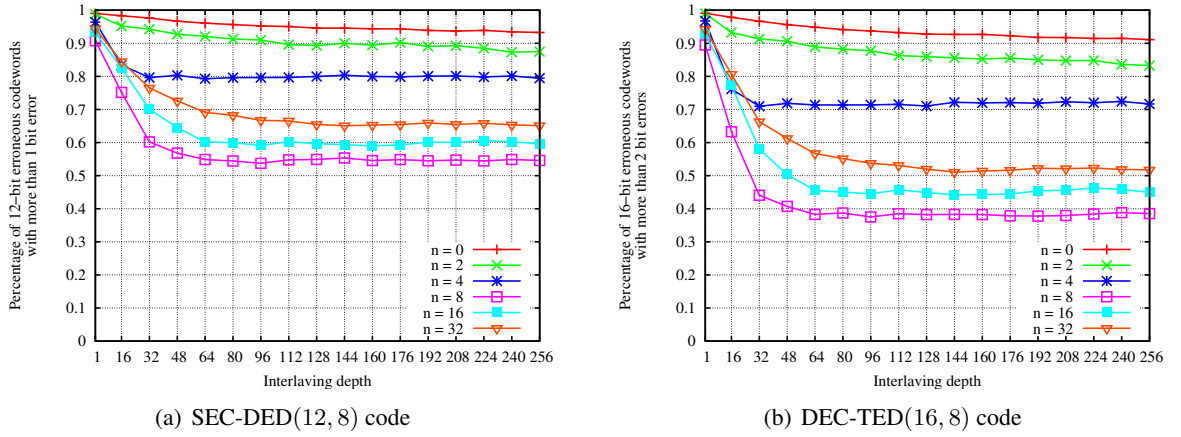 Percentage of 12–bit erroneous codewords
with more than 1 bit error
1
0.9
0.8
0.7
0.6
0.5
0.4
0.3
0.2
0.1
0
1 16 32 48 64 80 96 112 128 144 160 176 192 208 224 240 256
Interlaving depth
n = 0
n = 2
n = 4
n = 8
n = 16
n = 32
(a) SEC-DED(12, 8) code
Percentage of 16–bit erroneous codewords
with more than 2 bit errors
1
0.9
0.8
0.7
0.6
0.5
0.4
0.3
0.2
0.1
0
1 16 32 48 64 80 96 112 128 144 160 176 192 208 224 240 256
Interlaving depth
n = 0
n = 2
n = 4
n = 8
n = 16
n = 32
(b) DEC-TED(16, 8) code